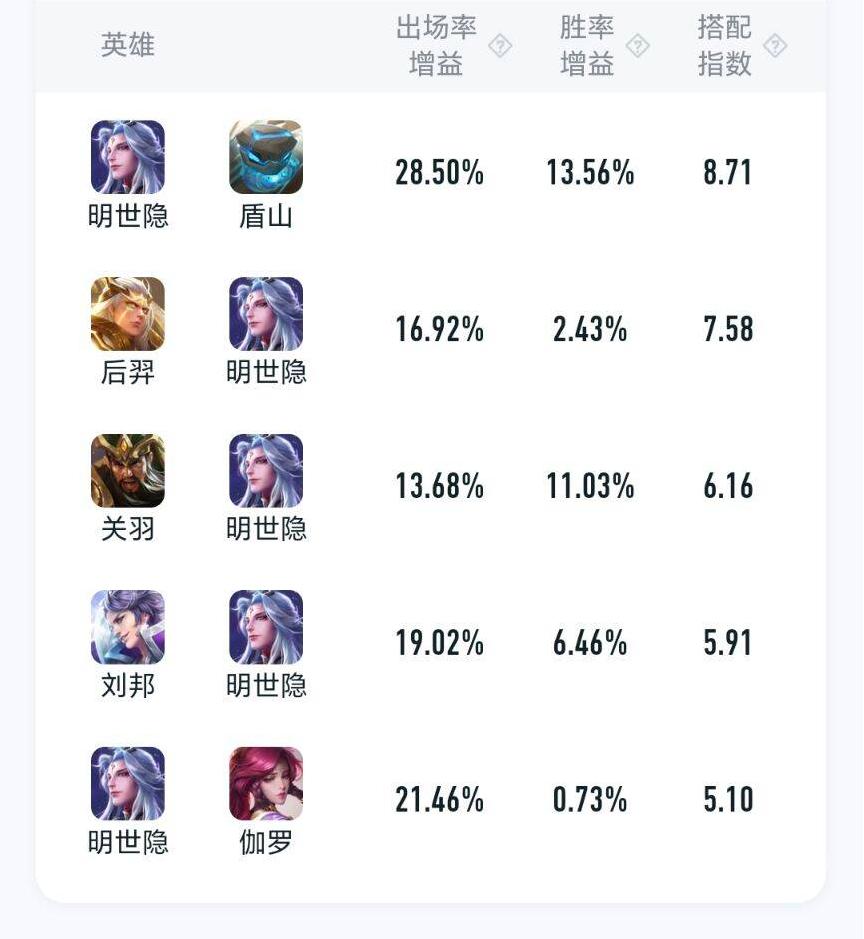 英雄
出场率
增益
?
胜率
增益
?
搭配
指数
?
明世隐 盾山 28.50% 13.56% 8.71
后羿 明世隐 16.92% 2.43% 7.58
关羽 明世隐 13.68% 11.03% 6.16
刘邦 明世隐 19.02% 6.46% 5.91
明世隐 伽罗 21.46% 0.73% 5.10